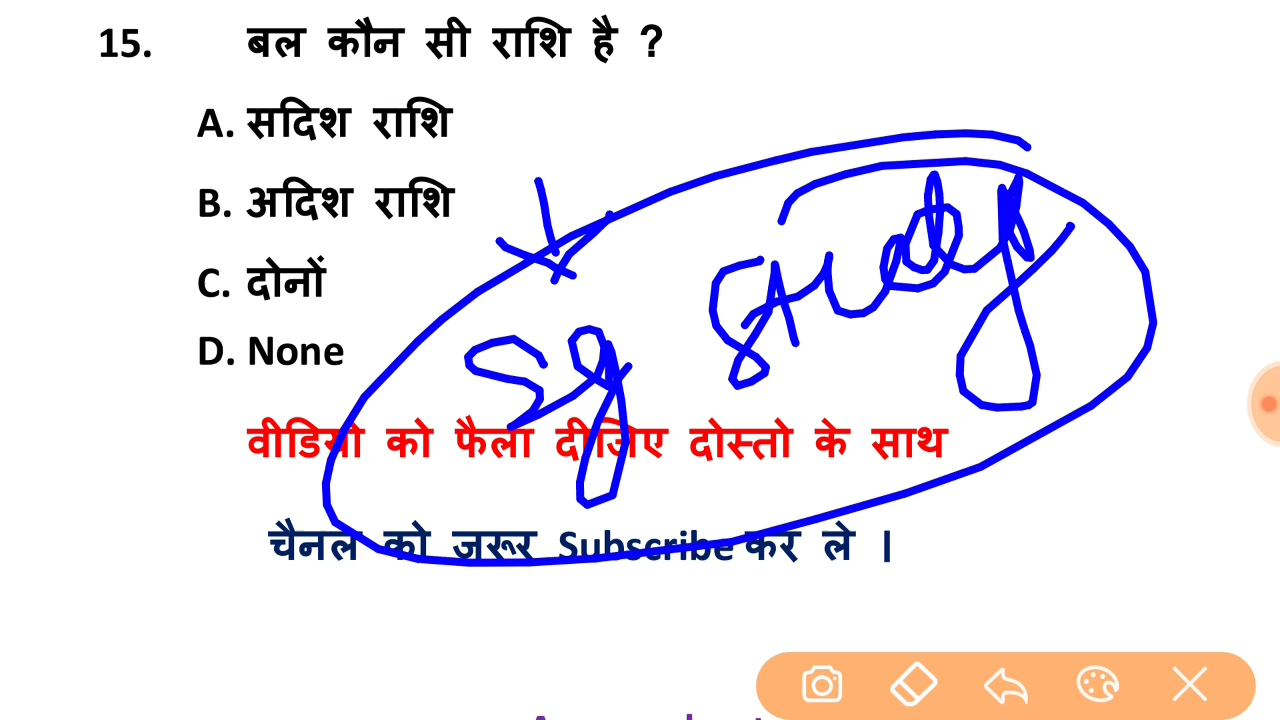 15. बल कौन सी राशि है ?
A. सदिश राशि
B. अदिश राशि
C. दोनों
D. None
Sg study
वीडियो को फैला दीजिए दोस्तो के साथ
चैनल को जरूर Subscribe कर ले ।